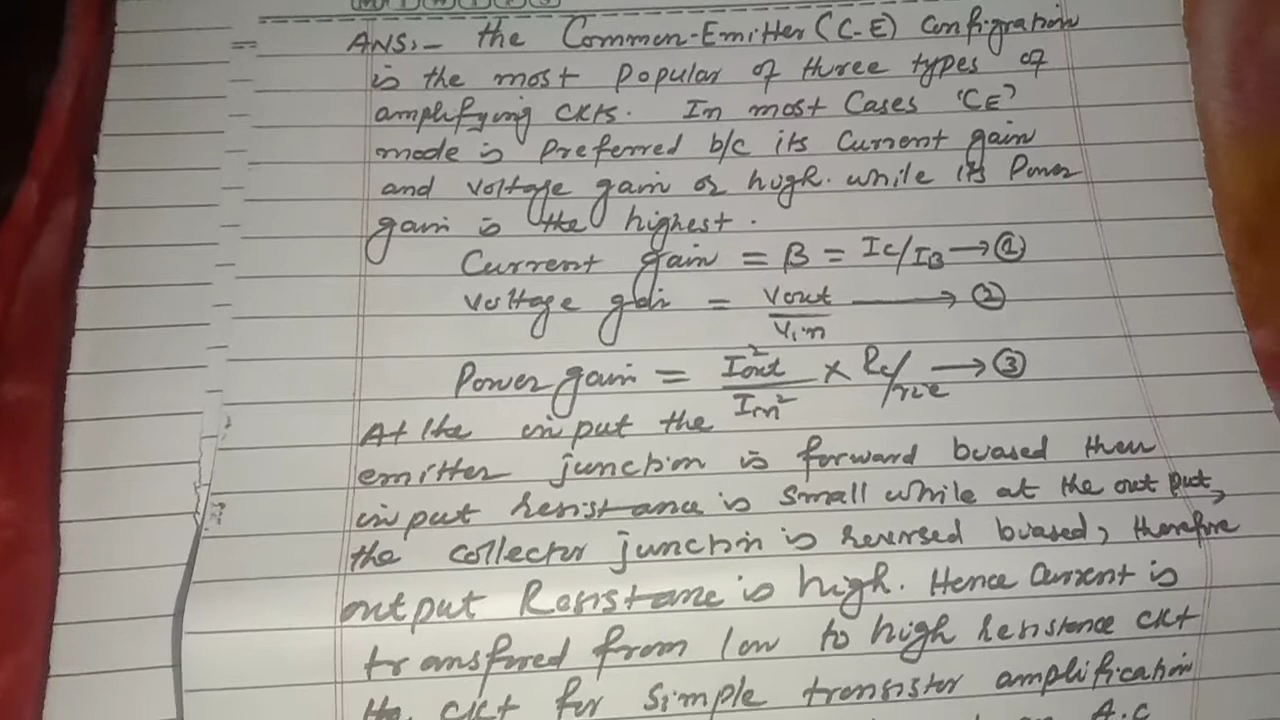 ANS:- the Common-Emitter (C-E) Configration
is the most popular of three types of
amplifying CKTs. In most Cases 'CE'
mode is preferred b/c its Current gain
and voltage gain is high. while its Power
gain is the highest.
Current gain = β = Ic/IB → ①
Voltage gain = Vout/Vin → ②
Power gain = Iout²/Iin² × Rc/rie → ③
At the input the
emitter junction is forward biased then
input resistance is small while at the out put,
the collector junction is reversed biased, therefore
output Resistance is high. Hence Current is
transfered from low to high resistence ckt
the ckt for simple transistor amplification
A.C